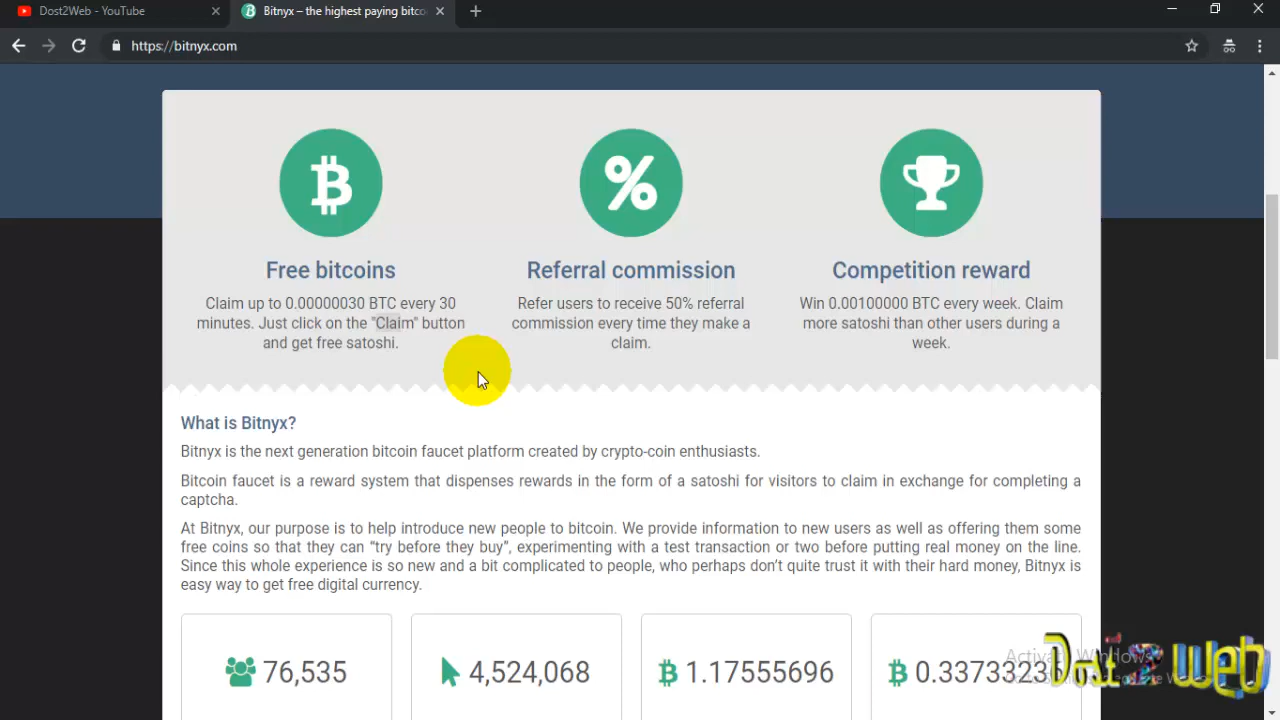 Dost2Web - YouTube
Bitnyx – the highest paying bitco
https://bitnyx.com
Free bitcoins
Claim up to 0.00000030 BTC every 30
minutes. Just click on the "Claim" button
and get free satoshi.
Referral commission
Refer users to receive 50% referral
commission every time they make a
claim.
Competition reward
Win 0.00100000 BTC every week. Claim
more satoshi than other users during a
week.
What is Bitnyx?
Bitnyx is the next generation bitcoin faucet platform created by crypto-coin enthusiasts.
Bitcoin faucet is a reward system that dispenses rewards in the form of a satoshi for visitors to claim in exchange for completing a
captcha.
At Bitnyx, our purpose is to help introduce new people to bitcoin. We provide information to new users as well as offering them some
free coins so that they can “try before they buy”, experimenting with a test transaction or two before putting real money on the line.
Since this whole experience is so new and a bit complicated to people, who perhaps don’t quite trust it with their hard money, Bitnyx is
easy way to get free digital currency.
76,535
4,524,068
1.17555696
Activate Windows
Dost 2 Web